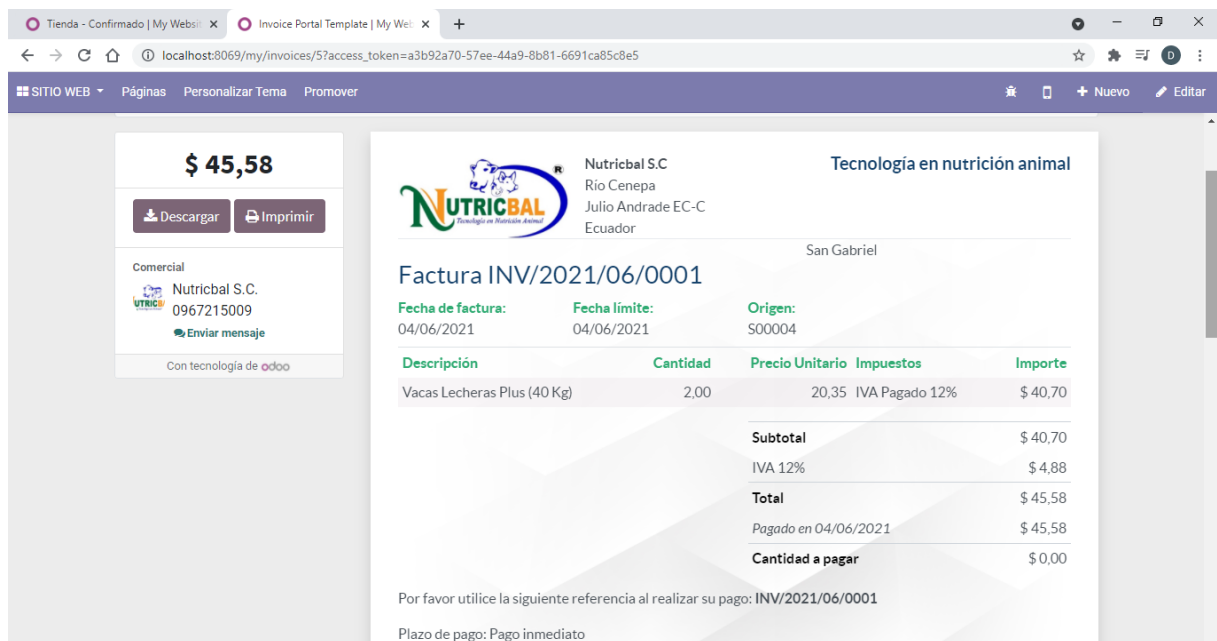 Tienda - Confirmado | My Websit
Invoice Portal Template | My Web
localhost:8069/my/invoices/5?access_token=a3b92a70-57ee-44a9-8b81-6691ca85c8e5
D
SITIO WEB Páginas Personalizar Tema Promover
+ Nuevo Editar
$ 45,58
Descargar Imprimir
Comercial
Nutricbal S.C.
0967215009
Enviar mensaje
Con tecnología de odoo
NUTRICBAL
Tecnología en Nutrición Animal
Nutricbal S.C
Río Cenepa
Julio Andrade EC-C
Ecuador
Tecnología en nutrición animal
San Gabriel
Factura INV/2021/06/0001
Fecha de factura: Fecha límite: Origen:
04/06/2021 04/06/2021 S00004
Descripción Cantidad Precio Unitario Impuestos Importe
Vacas Lecheras Plus (40 Kg) 2,00 20,35 IVA Pagado 12% $ 40,70
Subtotal $ 40,70
IVA 12% $ 4,88
Total $ 45,58
Pagado en 04/06/2021 $ 45,58
Cantidad a pagar $ 0,00
Por favor utilice la siguiente referencia al realizar su pago: INV/2021/06/0001
Plazo de pago: Pago inmediato